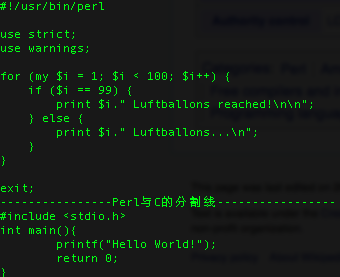 #!/usr/bin/perl
use strict;
use warnings;
for (my $i = 1; $i < 100; $i++) {
    if ($i == 99) {
        print $i." Luftballons reached!\n\n";
    } else {
        print $i." Luftballons...\n";
    }
}
exit;
----------------Perl与C的分割线-----------------
#include <stdio.h>
int main(){
        printf("Hello World!");
        return 0;
}